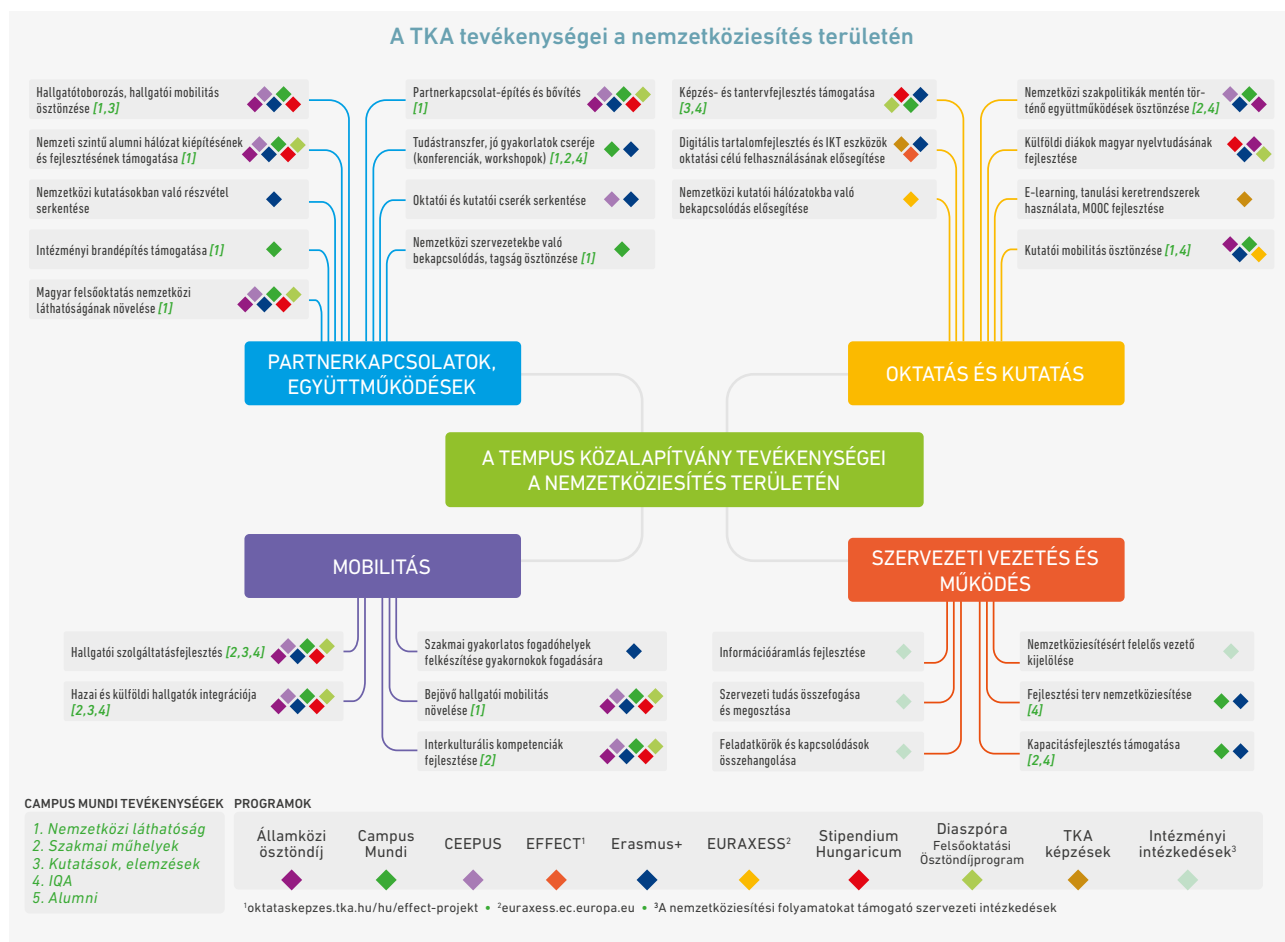 A TKA tevékenységei a nemzetköziesítés területén
Hallgatótoborozás, hallgatói mobilitás
ösztönzése [1,3]
Nemzeti szintű alumni hálózat kiépítésének
és fejlesztésének támogatása [1]
Nemzetközi kutatásokban való részvétel
serkentése
Intézményi brandépítés támogatása [1]
Magyar felsőoktatás nemzetközi
láthatóságának növelése [1]
Partnerkapcsolat-építés és bővítés
[1]
Tudástranszfer, jó gyakorlatok cseréje
(konferenciák, workshopok) [1,2,4]
Oktatói és kutatói cserék serkentése
Nemzetközi szervezetekbe való
bekapcsolódás, tagság ösztönzése [1]
Képzés- és tantervfejlesztés támogatása
[3,4]
Digitális tartalomfejlesztés és IKT eszközök
oktatási célú felhasználásának elősegítése
Nemzetközi kutatói hálózatokba való
bekapcsolódás elősegítése
Nemzetközi szakpolitikák mentén tör-
ténő együttműködések ösztönzése [2,4]
Külföldi diákok magyar nyelvtudásának
fejlesztése
E-learning, tanulási keretrendszerek
használata, MOOC fejlesztése
Kutatói mobilitás ösztönzése [1,4]
PARTNERKAPCSOLATOK,
EGYÜTTMŰKÖDÉSEK
OKTATÁS ÉS KUTATÁS
A TEMPUS KÖZALAPÍTVÁNY TEVÉKENYSÉGEI
A NEMZETKÖZIESÍTÉS TERÜLETÉN
MOBILITÁS
SZERVEZETI VEZETÉS ÉS
MŰKÖDÉS
Hallgatói szolgáltatásfejlesztés [2,3,4]
Hazai és külföldi hallgatók integrációja
[2,3,4]
Szakmai gyakorlatos fogadóhelyek
felkészítése gyakornokok fogadására
Bejövő hallgatói mobilitás
növelése [1]
Interkulturális kompetenciák
fejlesztése [2]
Információáramlás fejlesztése
Szervezeti tudás összefogása
és megosztása
Feladatkörök és kapcsolódások
összehangolása
Nemzetköziesítésért felelős vezető
kijelölése
Fejlesztési terv nemzetköziesítése
[4]
Kapacitásfejlesztés támogatása
[2,4]
CAMPUS MUNDI TEVÉKENYSÉGEK
1. Nemzetközi láthatóság
2. Szakmai műhelyek
3. Kutatások, elemzések
4. IQA
5. Alumni
PROGRAMOK
Államközi
ösztöndíj
Campus
Mundi
CEEPUS
EFFECT¹
Erasmus+
EURAXESS²
Stipendium
Hungaricum
Diaszpóra
Felsőoktatási
Ösztöndíjprogram
TKA
képzések
Intézményi
intézkedések³
¹oktataskepzes.tka.hu/hu/effect-projekt • ²euraxess.ec.europa.eu • ³A nemzetköziesítési folyamatokat támogató szervezeti intézkedések